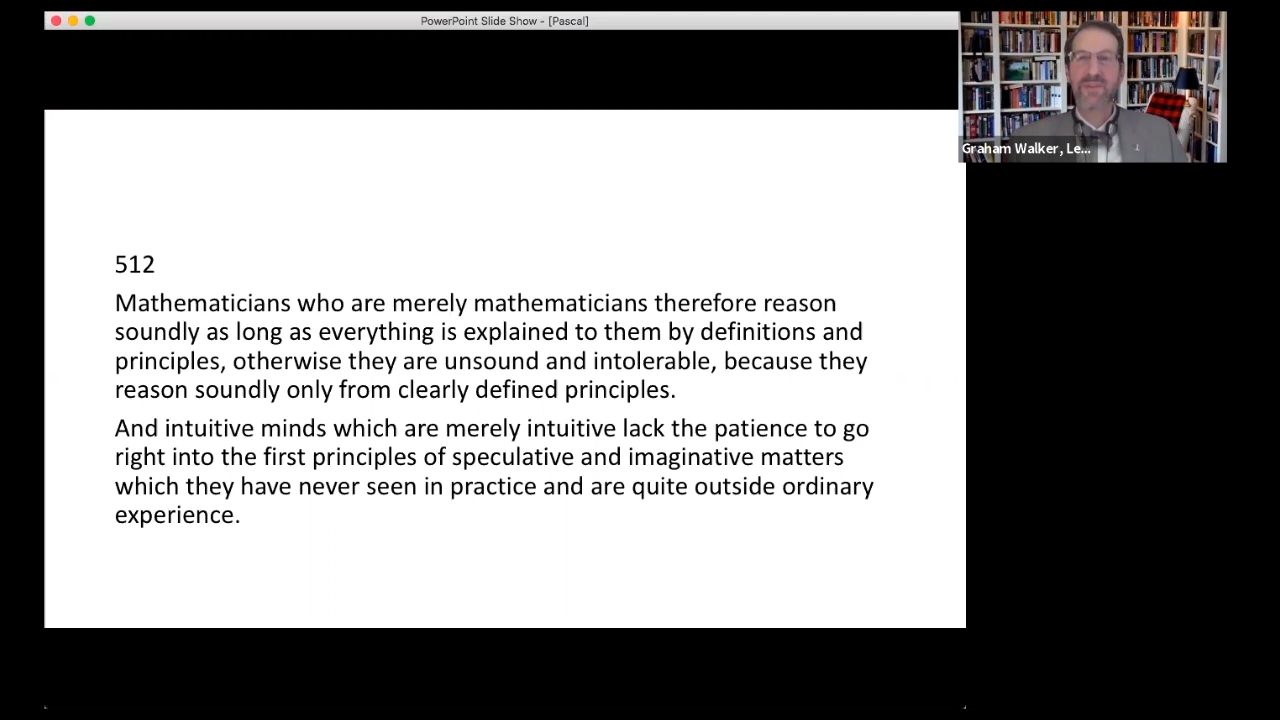 PowerPoint Slide Show - [Pascal]
Graham Walker, Le...
512
Mathematicians who are merely mathematicians therefore reason
soundly as long as everything is explained to them by definitions and
principles, otherwise they are unsound and intolerable, because they
reason soundly only from clearly defined principles.
And intuitive minds which are merely intuitive lack the patience to go
right into the first principles of speculative and imaginative matters
which they have never seen in practice and are quite outside ordinary
experience.